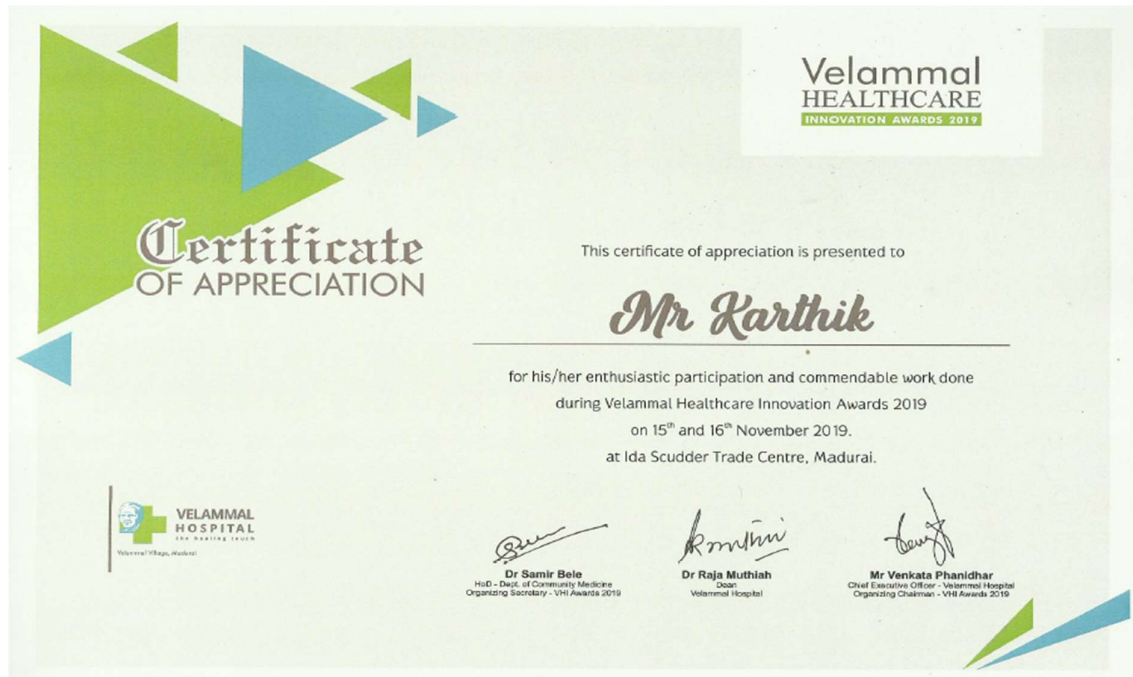 Velammal
HEALTHCARE
INNOVATION AWARDS 2019
Certificate
OF APPRECIATION
This certificate of appreciation is presented to
Mr Karthik
for his/her enthusiastic participation and commendable work done
during Velammal Healthcare Innovation Awards 2019
on 15th and 16th November 2019.
at Ida Scudder Trade Centre, Madurai.
VELAMMAL
HOSPITAL
the healing touch
Velammal Village, Madurai
Dr Samir Bele
HoD - Dept. of Community Medicine
Organizing Secretary - VHI Awards 2019
Dr Raja Muthiah
Dean
Velammal Hospital
Mr Venkata Phanidhar
Chief Executive Officer - Velammal Hospital
Organizing Chairman - VHI Awards 2019